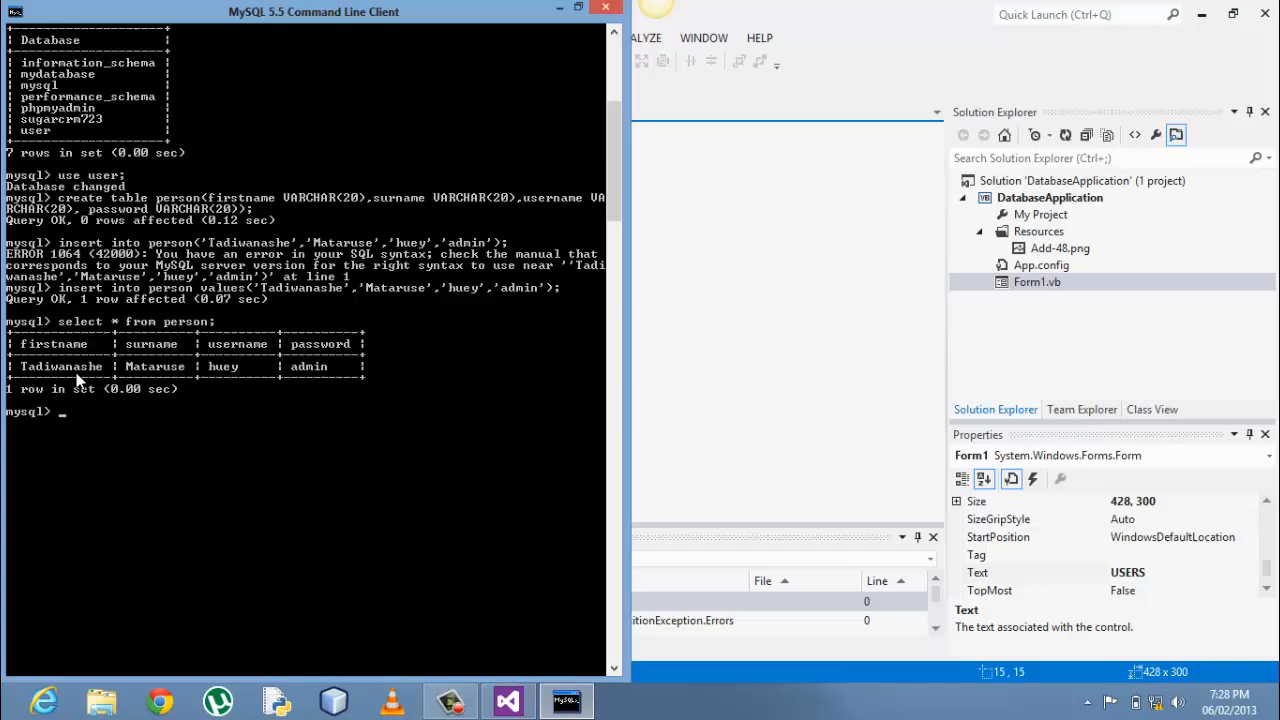 MySQL 5.5 Command Line Client
Database
information_schema
mydatabase
mysql
performance_schema
phpmyadmin
sugarcrm723
user
7 rows in set (0.00 sec)
mysql> use user;
Database changed
mysql> create table person(firstname VARCHAR(20),surname VARCHAR(20),username VA
RCHAR(20), password VARCHAR(20));
Query OK, 0 rows affected (0.12 sec)
mysql> insert into person('Tadiwanashe','Mataruse','huey','admin');
ERROR 1064 (42000): You have an error in your SQL syntax; check the manual that
corresponds to your MySQL server version for the right syntax to use near ''Tadi
wanashe','Mataruse','huey','admin')' at line 1
mysql> insert into person values('Tadiwanashe','Mataruse','huey','admin');
Query OK, 1 row affected (0.07 sec)
mysql> select * from person;
firstname | surname | username | password
Tadiwanashe | Mataruse | huey | admin
1 row in set (0.00 sec)
mysql> _
Quick Launch (Ctrl+Q)
ALYZE WINDOW HELP
Solution Explorer
Search Solution Explorer (Ctrl+;)
Solution 'DatabaseApplication' (1 project)
DatabaseApplication
My Project
Resources
Add-48.png
App.config
Form1.vb
Solution Explorer Team Explorer Class View
Properties
Form1 System.Windows.Forms.Form
Size 428, 300
SizeGripStyle Auto
StartPosition WindowsDefaultLocation
Tag
Text USERS
TopMost False
Text
The text associated with the control.
File Line
0
itionException.Errors 0
15, 15 428 x 300
7:28 PM
06/02/2013